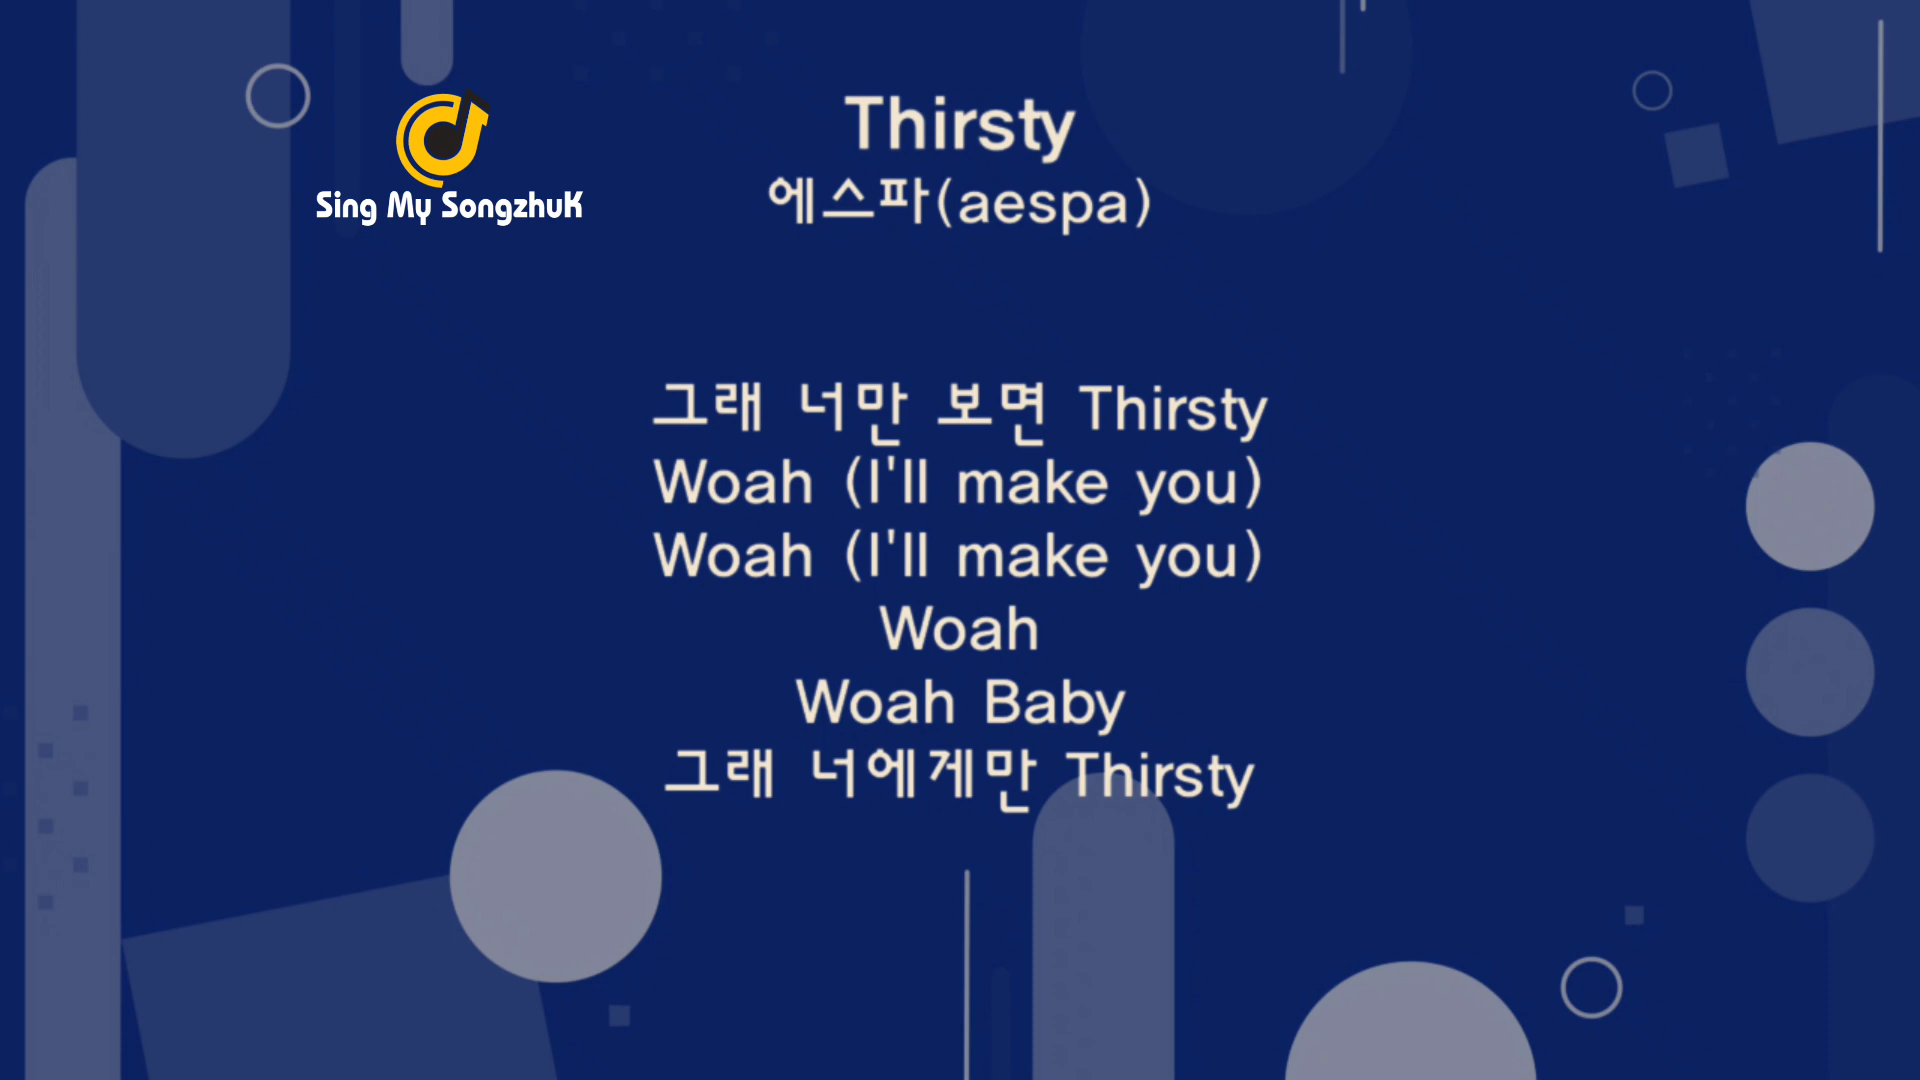 Thirsty
에스파(aespa)
Sing My SongzhuK
그래 너만 보면 Thirsty
Woah (I'll make you)
Woah (I'll make you)
Woah
Woah Baby
그래 너에게만 Thirsty